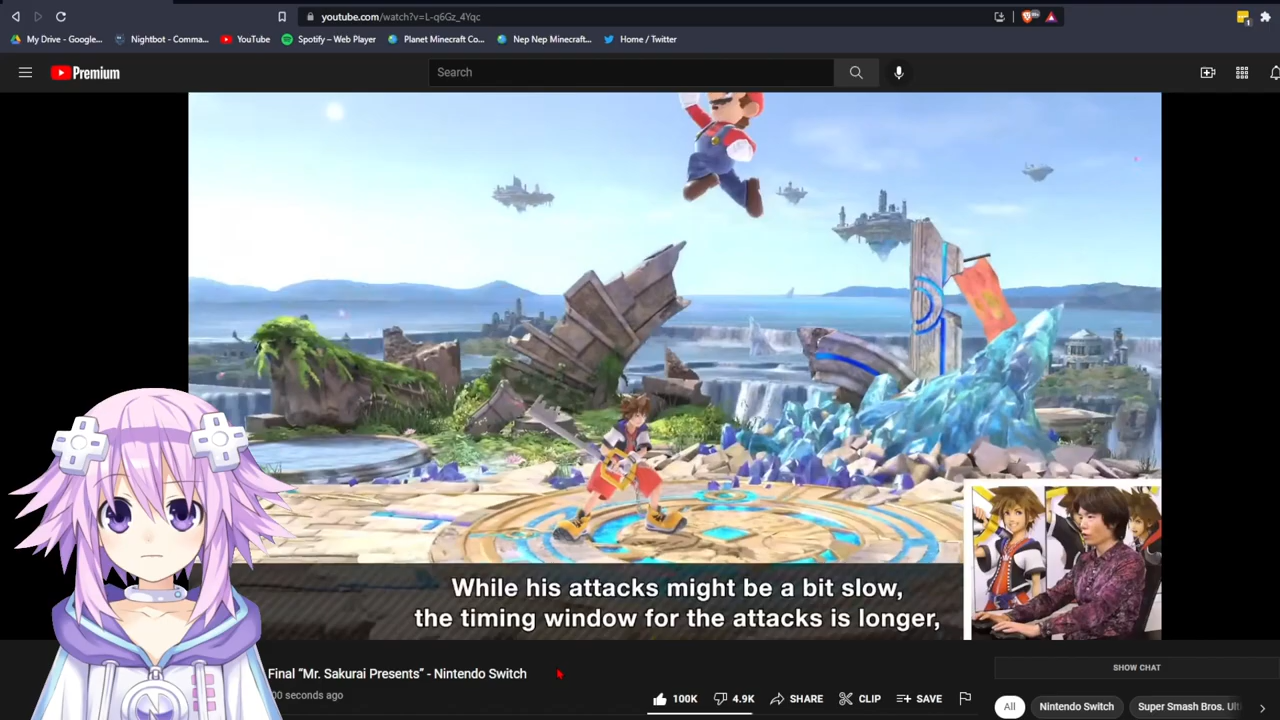 youtube.com/watch?v=L-q6Gz_4Yqc
My Drive - Google...
Nightbot - Comma...
YouTube
Spotify – Web Player
Planet Minecraft Co...
Nep Nep Minecraft...
Home / Twitter
Premium
Search
While his attacks might be a bit slow,
the timing window for the attacks is longer,
Final “Mr. Sakurai Presents” - Nintendo Switch
00 seconds ago
100K
4.9K
SHARE
CLIP
SAVE
SHOW CHAT
All
Nintendo Switch
Super Smash Bros. Ult